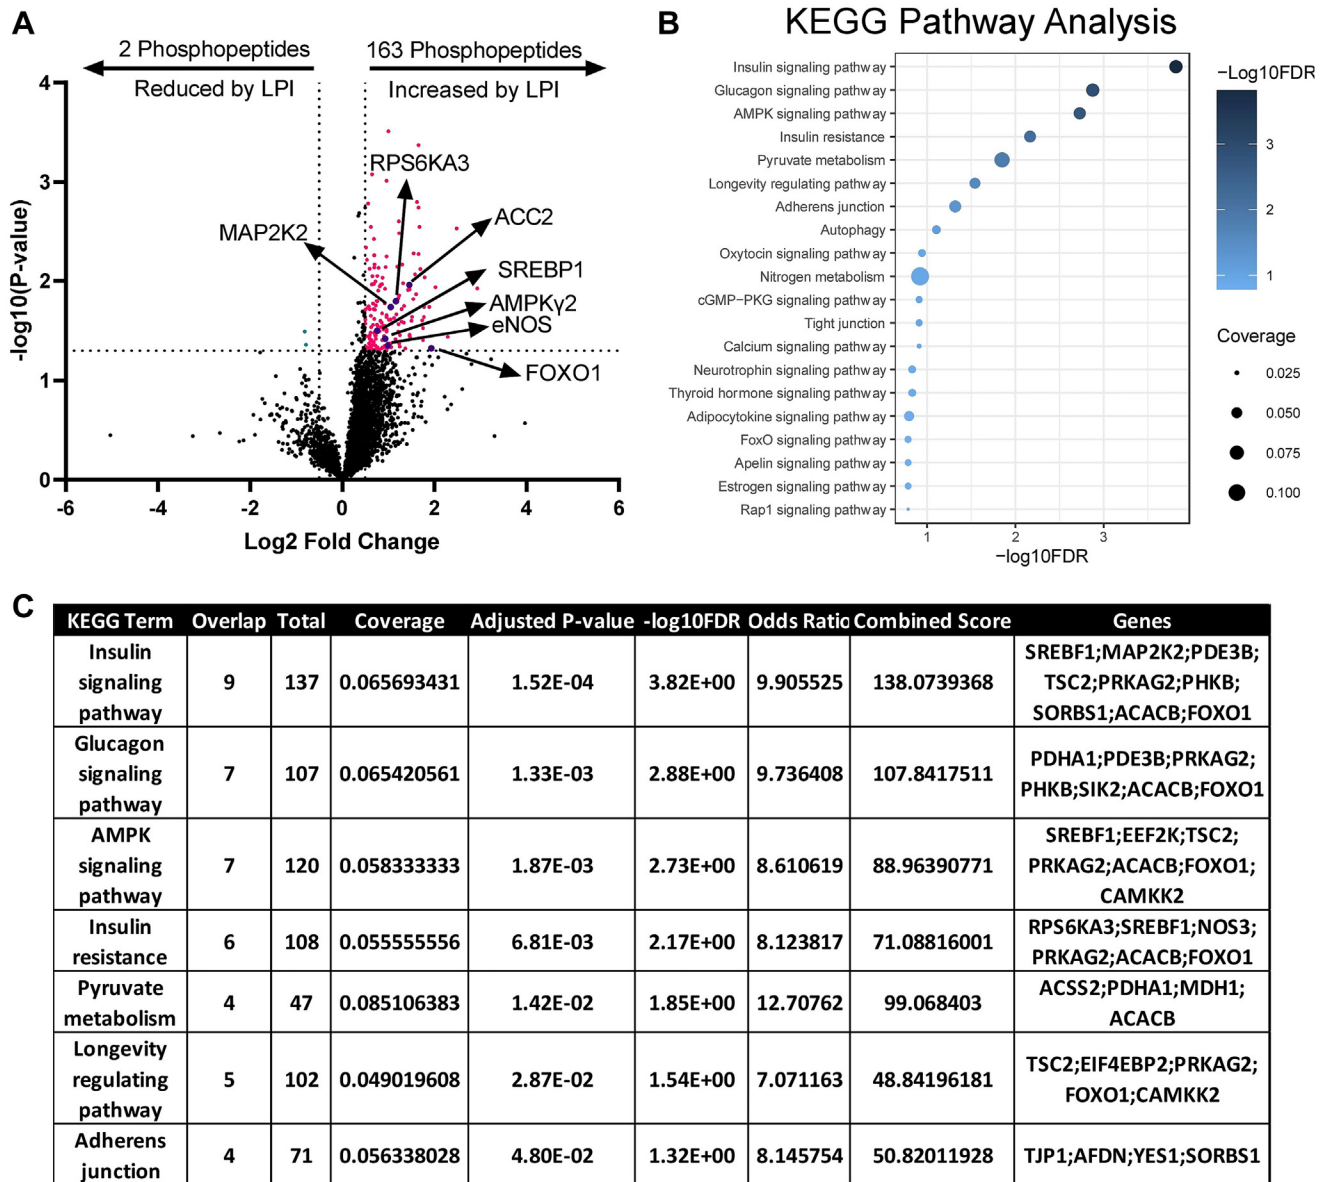 A
2 Phosphopeptides
163 Phosphopeptides
Reduced by LPI
Increased by LPI
RPS6KA3
MAP2K2
ACC2
SREBP1
AMPKγ2
eNOS
FOXO1
-log10(P-value)
4
3
2
1
0
-6
-4
-2
0
2
4
6
Log2 Fold Change
B
KEGG Pathway Analysis
Insulin signaling pathway
Glucagon signaling pathway
AMPK signaling pathway
Insulin resistance
Pyruvate metabolism
Longevity regulating pathway
Adherens junction
Autophagy
Oxytocin signaling pathway
Nitrogen metabolism
cGMP−PKG signaling pathway
Tight junction
Calcium signaling pathway
Neurotrophin signaling pathway
Thyroid hormone signaling pathway
Adipocytokine signaling pathway
FoxO signaling pathway
Apelin signaling pathway
Estrogen signaling pathway
Rap1 signaling pathway
1
2
3
−log10FDR
−Log10FDR
3
2
1
Coverage
0.025
0.050
0.075
0.100
C
KEGG Term Overlap Total Coverage Adjusted P-value -log10FDR Odds Ratio Combined Score Genes
Insulin
signaling
pathway
9 137 0.065693431 1.52E-04 3.82E+00 9.905525 138.0739368
SREBF1;MAP2K2;PDE3B;
TSC2;PRKAG2;PHKB;
SORBS1;ACACB;FOXO1
Glucagon
signaling
pathway
7 107 0.065420561 1.33E-03 2.88E+00 9.736408 107.8417511
PDHA1;PDE3B;PRKAG2;
PHKB;SIK2;ACACB;FOXO1
AMPK
signaling
pathway
7 120 0.058333333 1.87E-03 2.73E+00 8.610619 88.96390771
SREBF1;EEF2K;TSC2;
PRKAG2;ACACB;FOXO1;
CAMKK2
Insulin
resistance
6 108 0.055555556 6.81E-03 2.17E+00 8.123817 71.08816001
RPS6KA3;SREBF1;NOS3;
PRKAG2;ACACB;FOXO1
Pyruvate
metabolism
4 47 0.085106383 1.42E-02 1.85E+00 12.70762 99.068403
ACSS2;PDHA1;MDH1;
ACACB
Longevity
regulating
pathway
5 102 0.049019608 2.87E-02 1.54E+00 7.071163 48.84196181
TSC2;EIF4EBP2;PRKAG2;
FOXO1;CAMKK2
Adherens
junction
4 71 0.056338028 4.80E-02 1.32E+00 8.145754 50.82011928
TJP1;AFDN;YES1;SORBS1